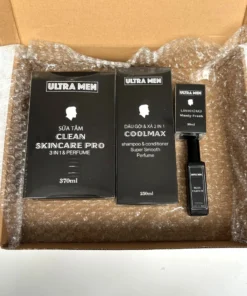 ULTRA MEN
SỮA TẮM
CLEAN
SKINCARE PRO
3 IN 1 & PERFUME
370ml
ULTRA MEN
DẦU GỘI & XẢ 2 IN 1
COOLMAX
shampoo & conditioner
Super Smooth
Perfume
ULTRA MEN